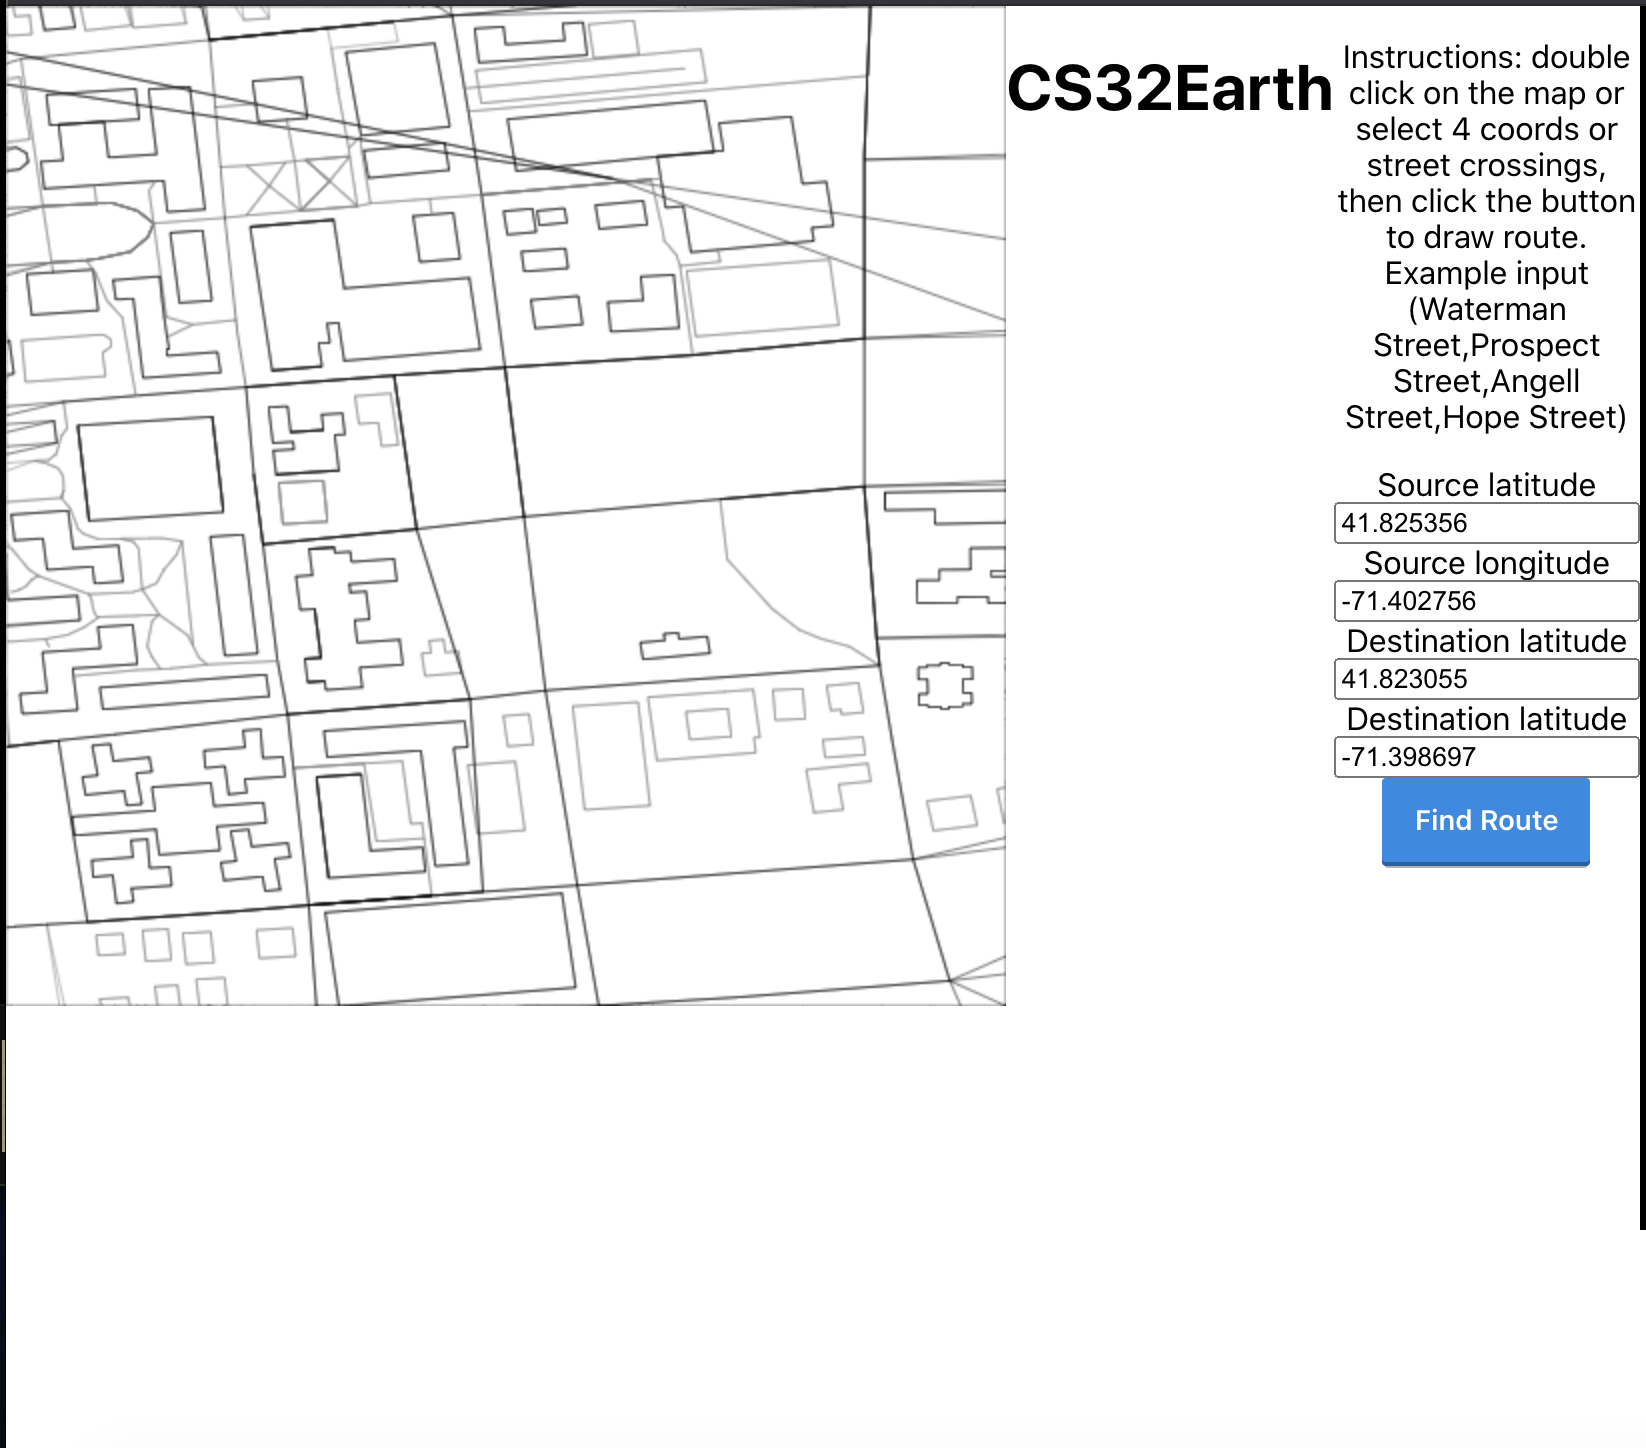 CS32Earth
Instructions: double
click on the map or
select 4 coords or
street crossings,
then click the button
to draw route.
Example input
(Waterman
Street,Prospect
Street,Angell
Street,Hope Street)
Source latitude
41.825356
Source longitude
-71.402756
Destination latitude
41.823055
Destination latitude
-71.398697
Find Route